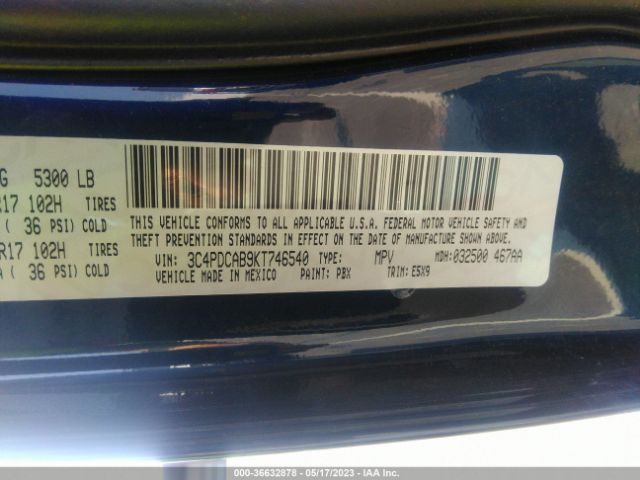 G 5300 LB
R17 102H TIRES
( 36 PSI) COLD
R17 102H TIRES
( 36 PSI) COLD
THIS VEHICLE CONFORMS TO ALL APPLICABLE U.S.A. FEDERAL MOTOR VEHICLE SAFETY AND
THEFT PREVENTION STANDARDS IN EFFECT ON THE DATE OF MANUFACTURE SHOWN ABOVE.
VIN: 3C4PDCAB9KT746540 TYPE: MPV MDH: 032500 467AA
VEHICLE MADE IN MEXICO PAINT: PBX TRIM: E5X9
000-36632878 - 05/17/2023 - IAA Inc.